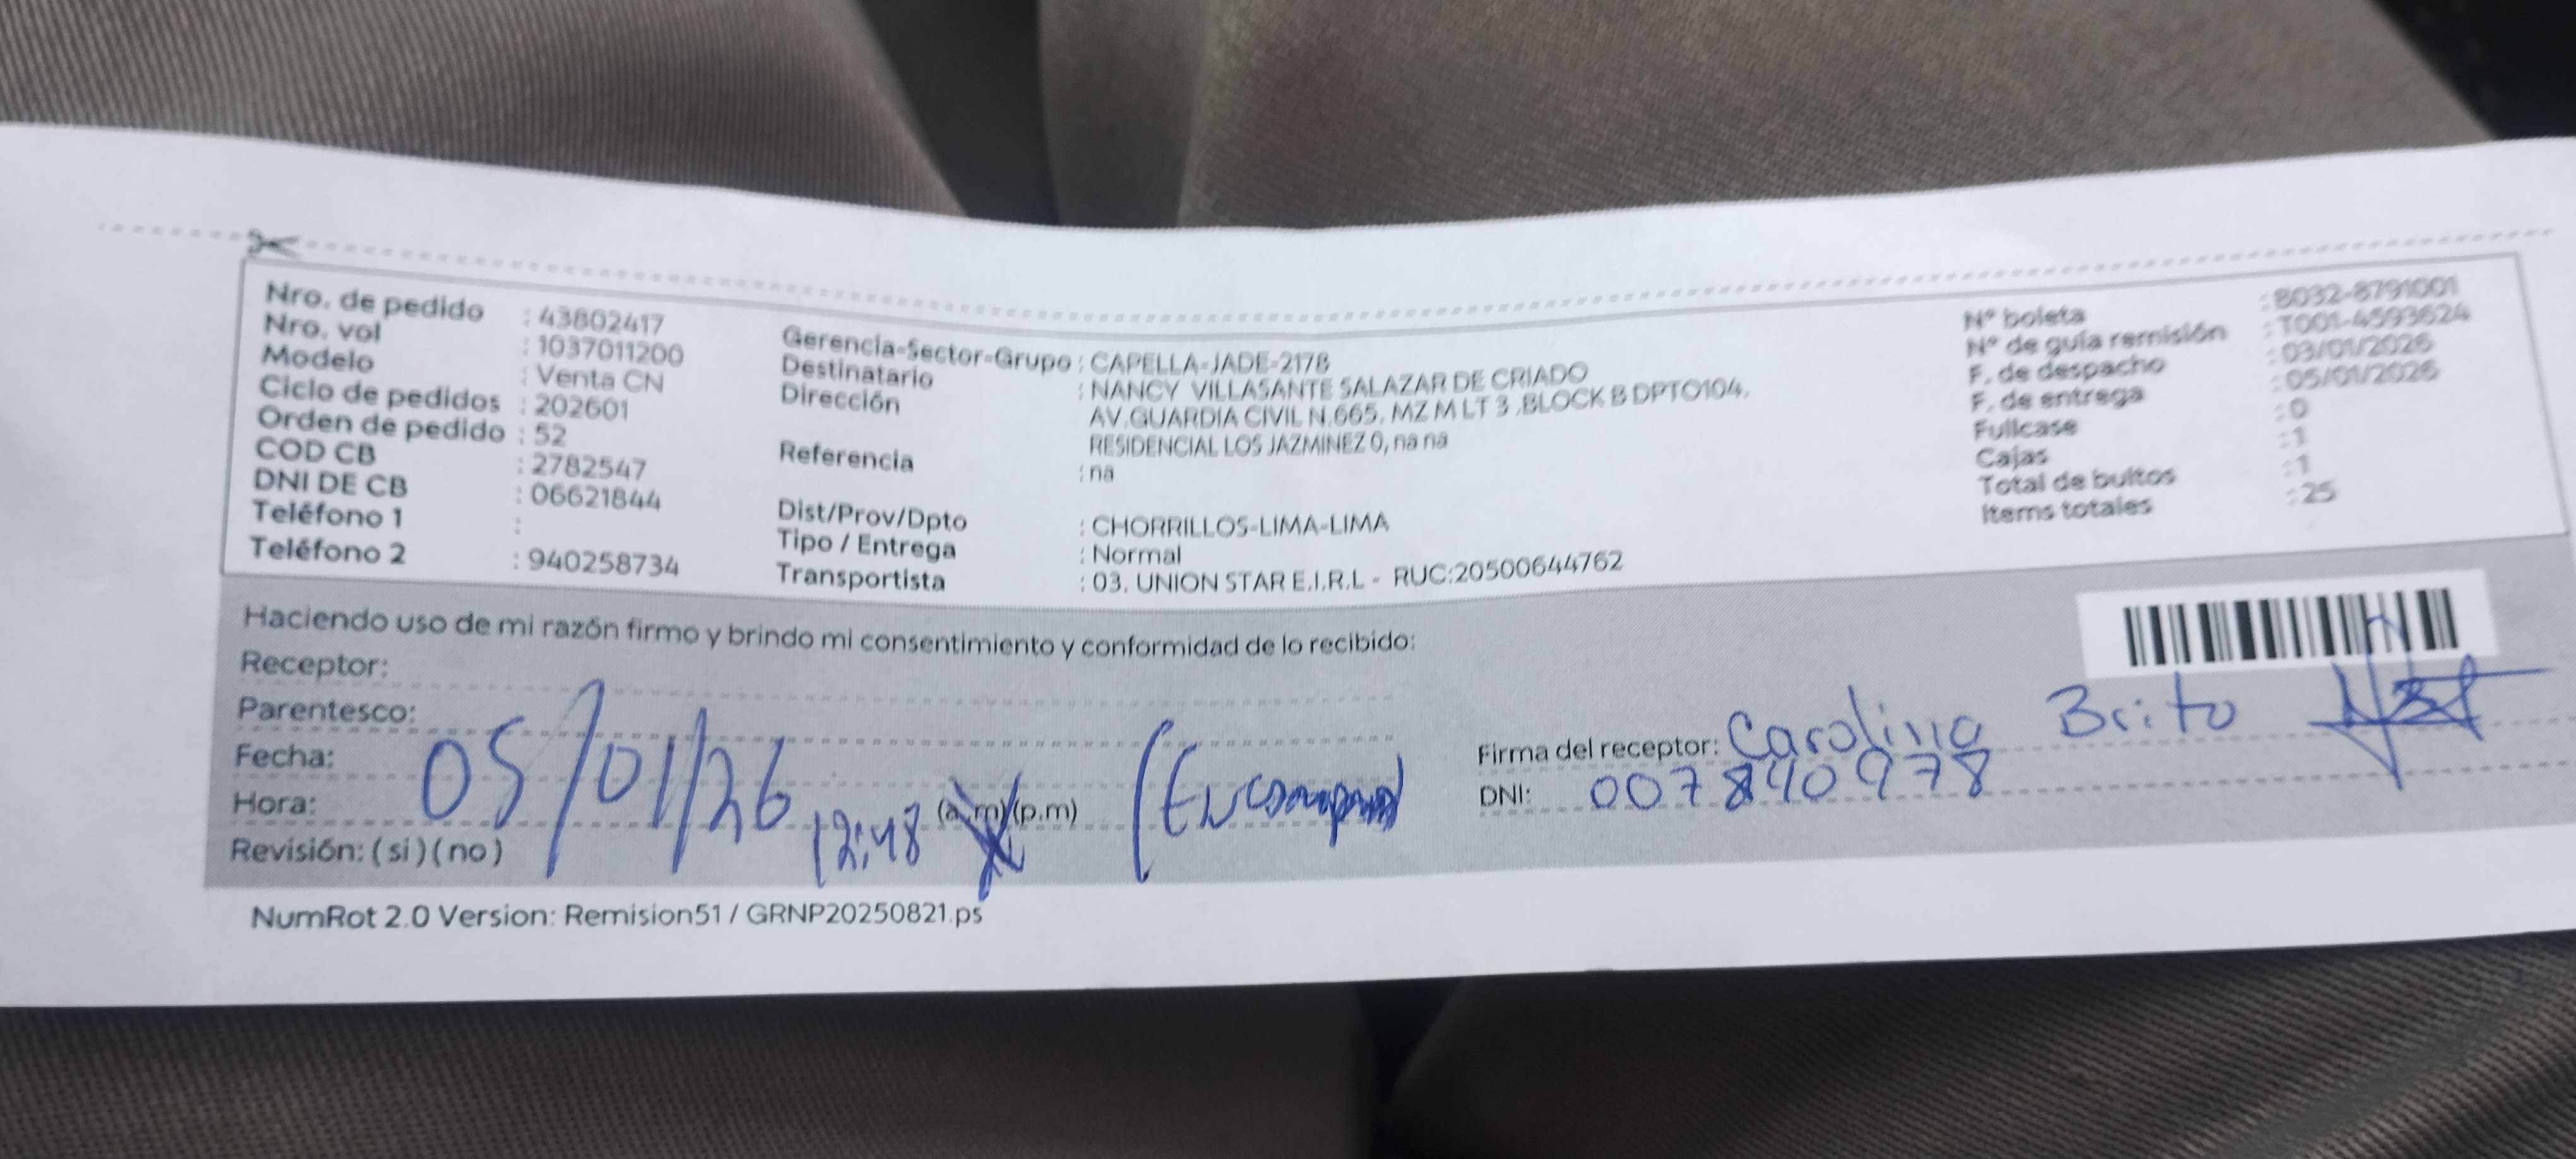 Nro. de pedido : 43802417
Nro. vol : 1037011200
Modelo : Venta CN
Ciclo de pedidos : 202601
Orden de pedido : 52
COD CB : 2782547
DNI DE CB : 06621844
Teléfono 1 :
Teléfono 2 : 940258734
Gerencia-Sector-Grupo : CAPELLA-JADE-2178
Destinatario : NANCY VILLASANTE SALAZAR DE CRIADO
Dirección : AV.GUARDIA CIVIL N.665, MZ M LT 3 ,BLOCK B DPTO104,
RESIDENCIAL LOS JAZMINEZ 0, na na
Referencia : na
Dist/Prov/Dpto : CHORRILLOS-LIMA-LIMA
Tipo / Entrega : Normal
Transportista : 03. UNION STAR E.I.R.L - RUC:20500644762
N° boleta : B032-8791001
N° de guía remisión : T001-4593624
F. de despacho : 03/01/2026
F. de entrega : 05/01/2026
Fullcase : 0
Cajas : 1
Total de bultos : 1
Items totales : 25
Haciendo uso de mi razón firmo y brindo mi consentimiento y conformidad de lo recibido:
Receptor:
Parentesco:
Fecha: 05/01/26
Hora: 12:48 (a.m)(p.m)
Revisión: (si)(no)
Firma del receptor: Carolina Brito
DNI: 007840978
NumRot 2.0 Version: Remision51 / GRNP20250821.ps